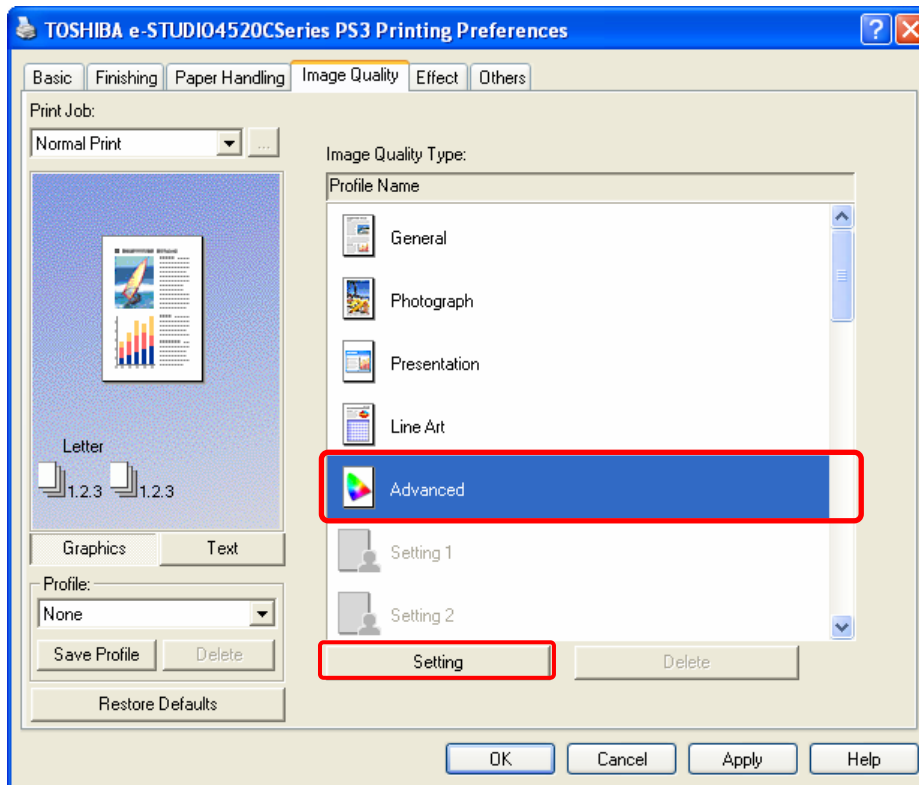 TOSHIBA e-STUDIO4520CSeries PS3 Printing Preferences
Basic Finishing Paper Handling Image Quality Effect Others
Print Job:
Normal Print ...
Image Quality Type:
Profile Name
General
Photograph
Presentation
Line Art
Advanced
Setting 1
Setting 2
Setting Delete
Letter
1.2.3 1.2.3
Graphics Text
Profile:
None
Save Profile Delete
Restore Defaults
OK Cancel Apply Help